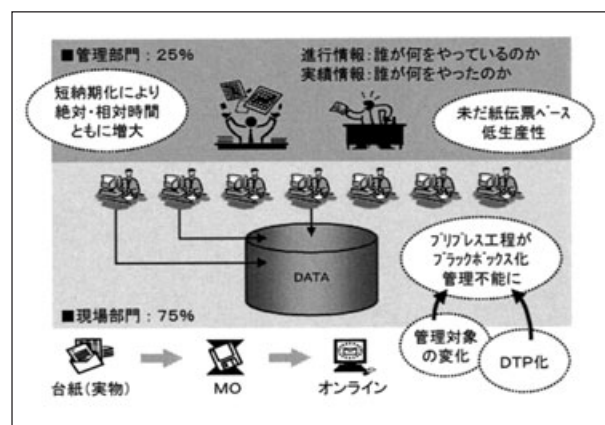 ■管理部門：25%
進行情報：誰が何をやっているのか
実績情報：誰が何をやったのか
短納期化により
絶対・相対時間
ともに増大
未だ紙伝票ベース
低生産性
DATA
プリプレス工程が
ブラックボックス化
管理不能に
■現場部門：75%
管理対象
の変化
DTP化
台紙（実物）
MO
オンライン